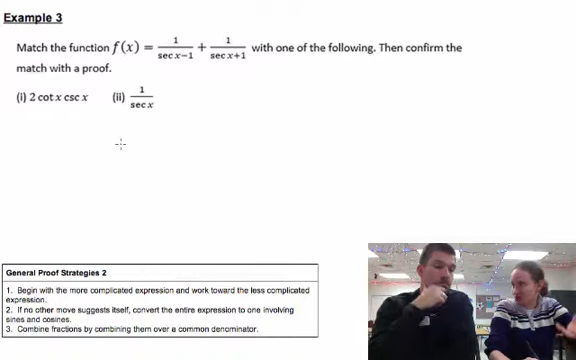 Example 3
Match the function f(x) = 1/(sec x−1) + 1/(sec x+1) with one of the following. Then confirm the
match with a proof.
(i) 2 cot x csc x (ii) 1/(sec x)
General Proof Strategies 2
1. Begin with the more complicated expression and work toward the less complicated
expression.
2. If no other move suggests itself, convert the entire expression to one involving
sines and cosines.
3. Combine fractions by combining them over a common denominator.